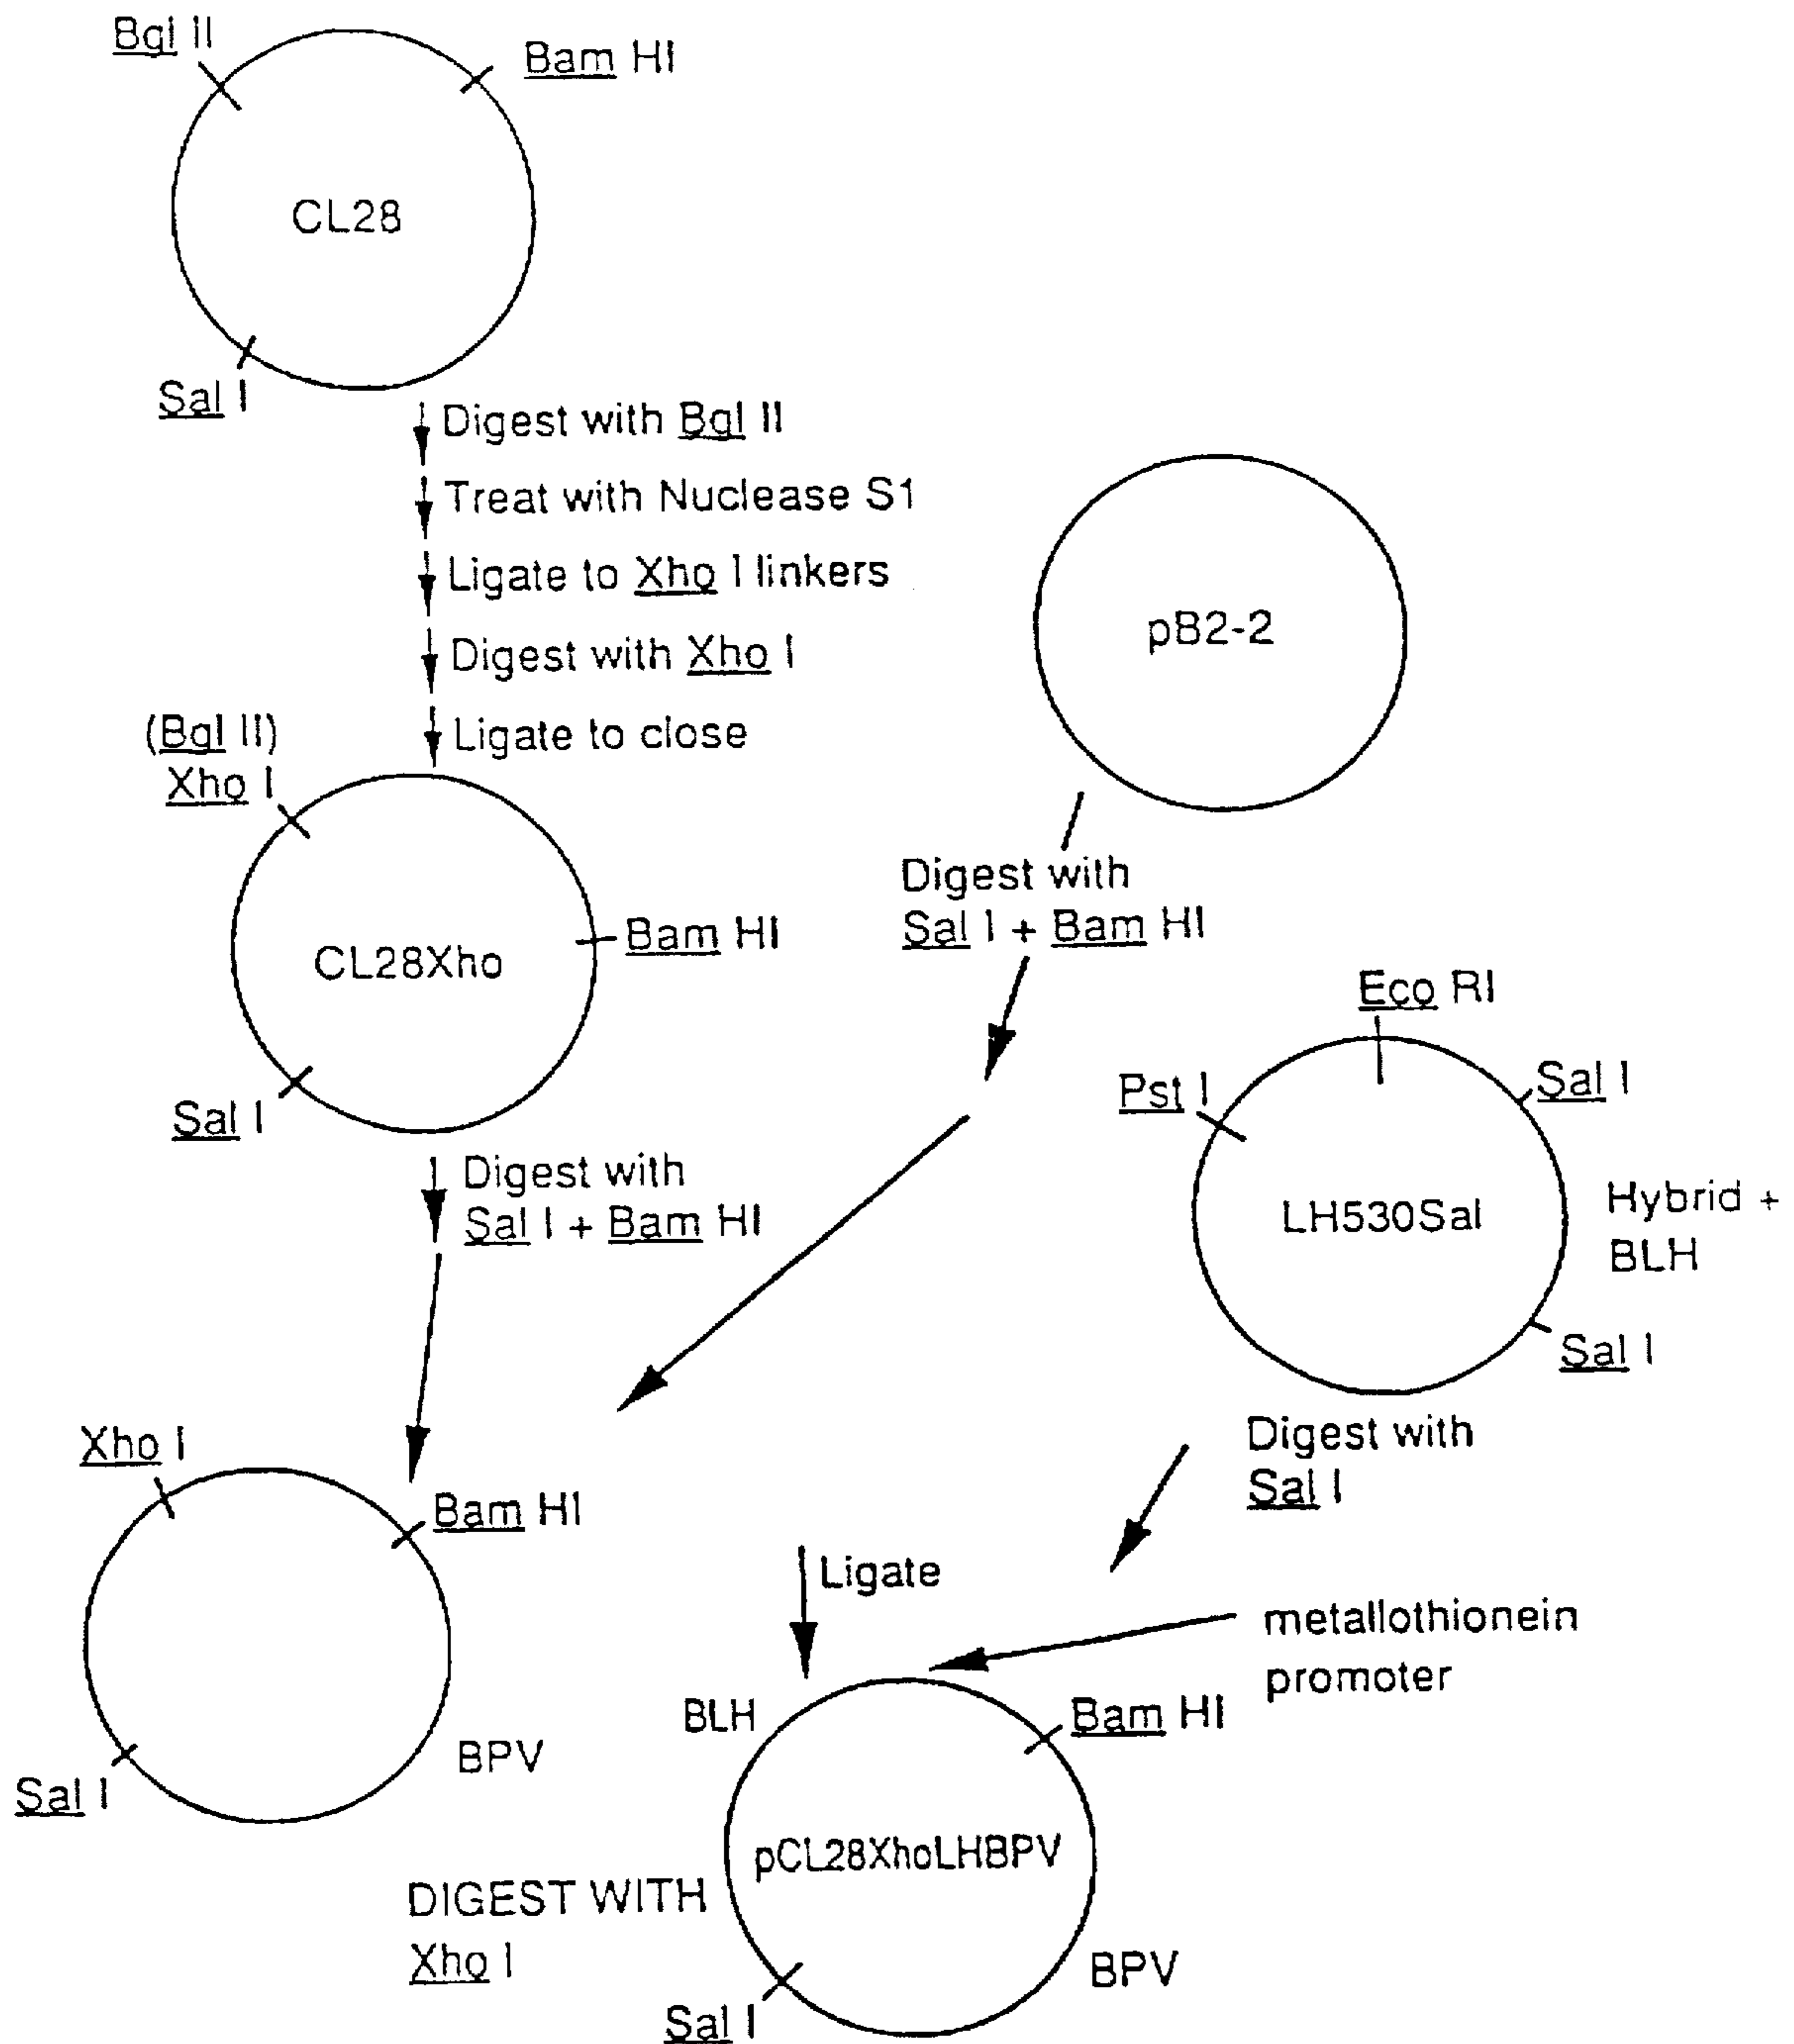 Bgl II
Bam HI
CL28
Sal I
Digest with Bgl II
Treat with Nuclease S1
Ligate to Xho I linkers
Digest with Xho I
Ligate to close
pB2-2
(Bgl II)
Xho I
Bam HI
CL28Xho
Sal I
Digest with
Sal I + Bam HI
Digest with
Sal I + Bam HI
Eco RI
Pst I
Sal I
LH530Sal
Hybrid +
BLH
Sal I
Digest with
Sal I
Xho I
Bam HI
BPV
Sal I
Ligate
metallothionein
promoter
BLH
Bam HI
pCL28XhoLHBPV
DIGEST WITH
Xho I
BPV
Sal I